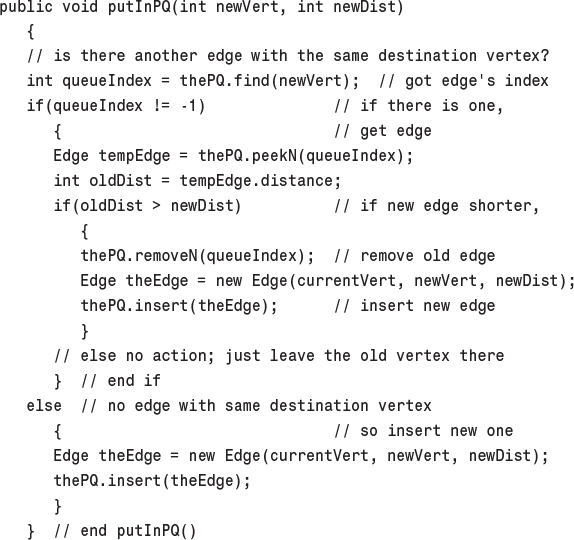 public void putInPQ(int newVert, int newDist)
{
// is there another edge with the same destination vertex?
int queueIndex = thePQ.find(newVert);  // got edge's index
if(queueIndex != -1)              // if there is one,
{                              // get edge
Edge tempEdge = thePQ.peekN(queueIndex);
int oldDist = tempEdge.distance;
if(oldDist > newDist)          // if new edge shorter,
{
thePQ.removeN(queueIndex);  // remove old edge
Edge theEdge = new Edge(currentVert, newVert, newDist);
thePQ.insert(theEdge);      // insert new edge
}
// else no action; just leave the old vertex there
}  // end if
else  // no edge with same destination vertex
{                              // so insert new one
Edge theEdge = new Edge(currentVert, newVert, newDist);
thePQ.insert(theEdge);
}
}  // end putInPQ()